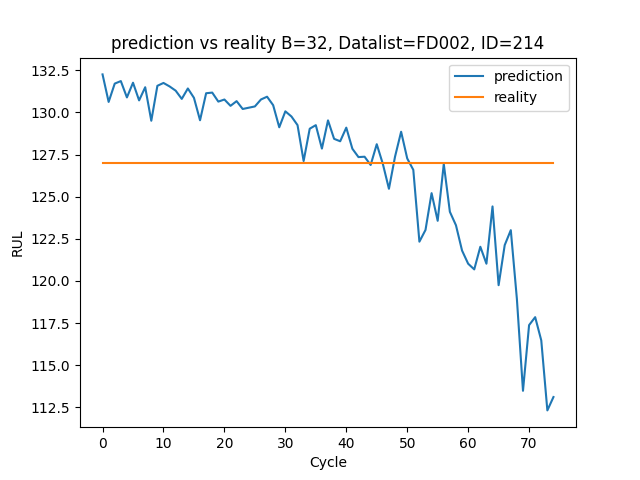 prediction vs reality B=32, Datalist=FD002, ID=214
prediction
reality
132.5
130.0
127.5
125.0
122.5
120.0
117.5
115.0
112.5
RUL
0 10 20 30 40 50 60 70
Cycle